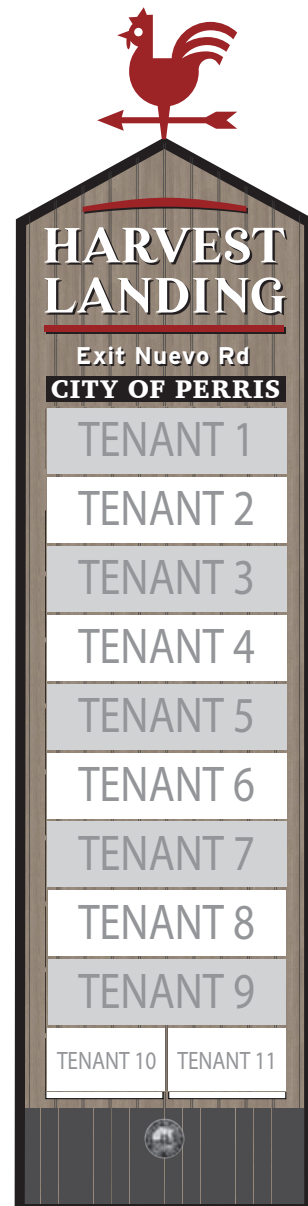 HARVEST
LANDING
Exit Nuevo Rd
CITY OF PERRIS
TENANT 1
TENANT 2
TENANT 3
TENANT 4
TENANT 5
TENANT 6
TENANT 7
TENANT 8
TENANT 9
TENANT 10 TENANT 11